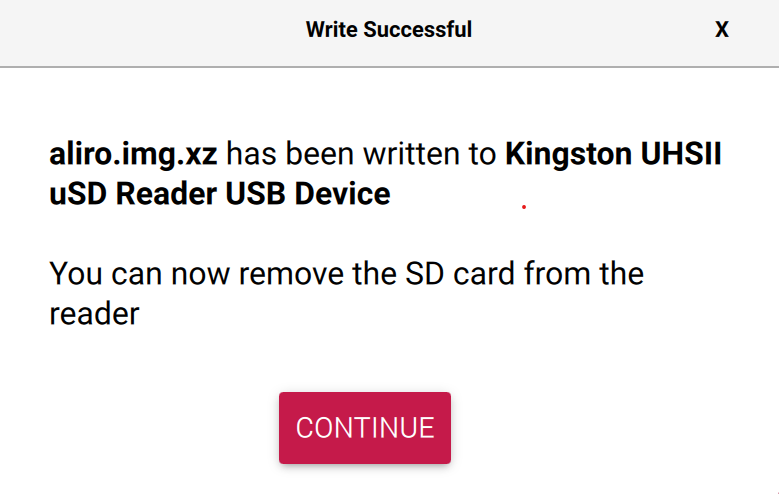 Write Successful X
aliro.img.xz has been written to Kingston UHSII
uSD Reader USB Device
You can now remove the SD card from the
reader
CONTINUE